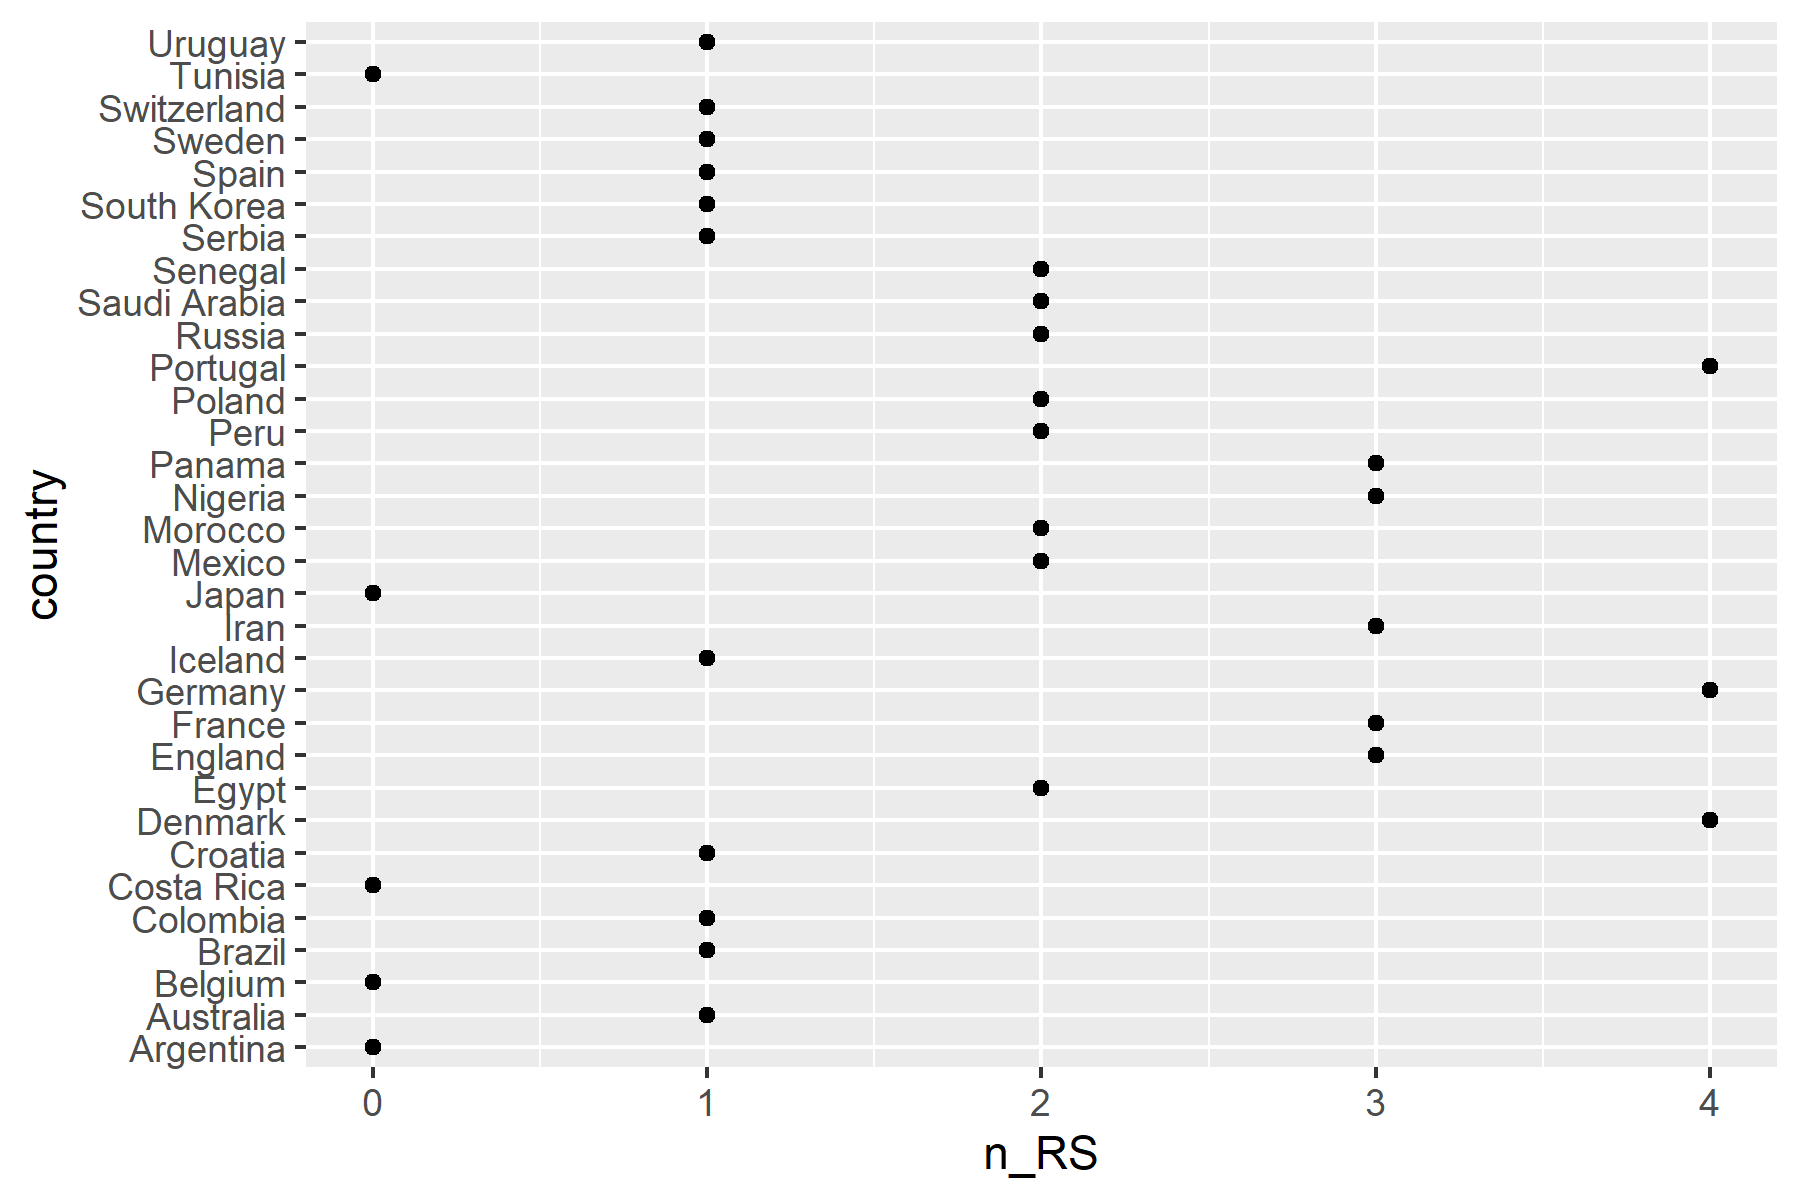 country
Uruguay
Tunisia
Switzerland
Sweden
Spain
South Korea
Serbia
Senegal
Saudi Arabia
Russia
Portugal
Poland
Peru
Panama
Nigeria
Morocco
Mexico
Japan
Iran
Iceland
Germany
France
England
Egypt
Denmark
Croatia
Costa Rica
Colombia
Brazil
Belgium
Australia
Argentina
0 1 2 3 4
n_RS